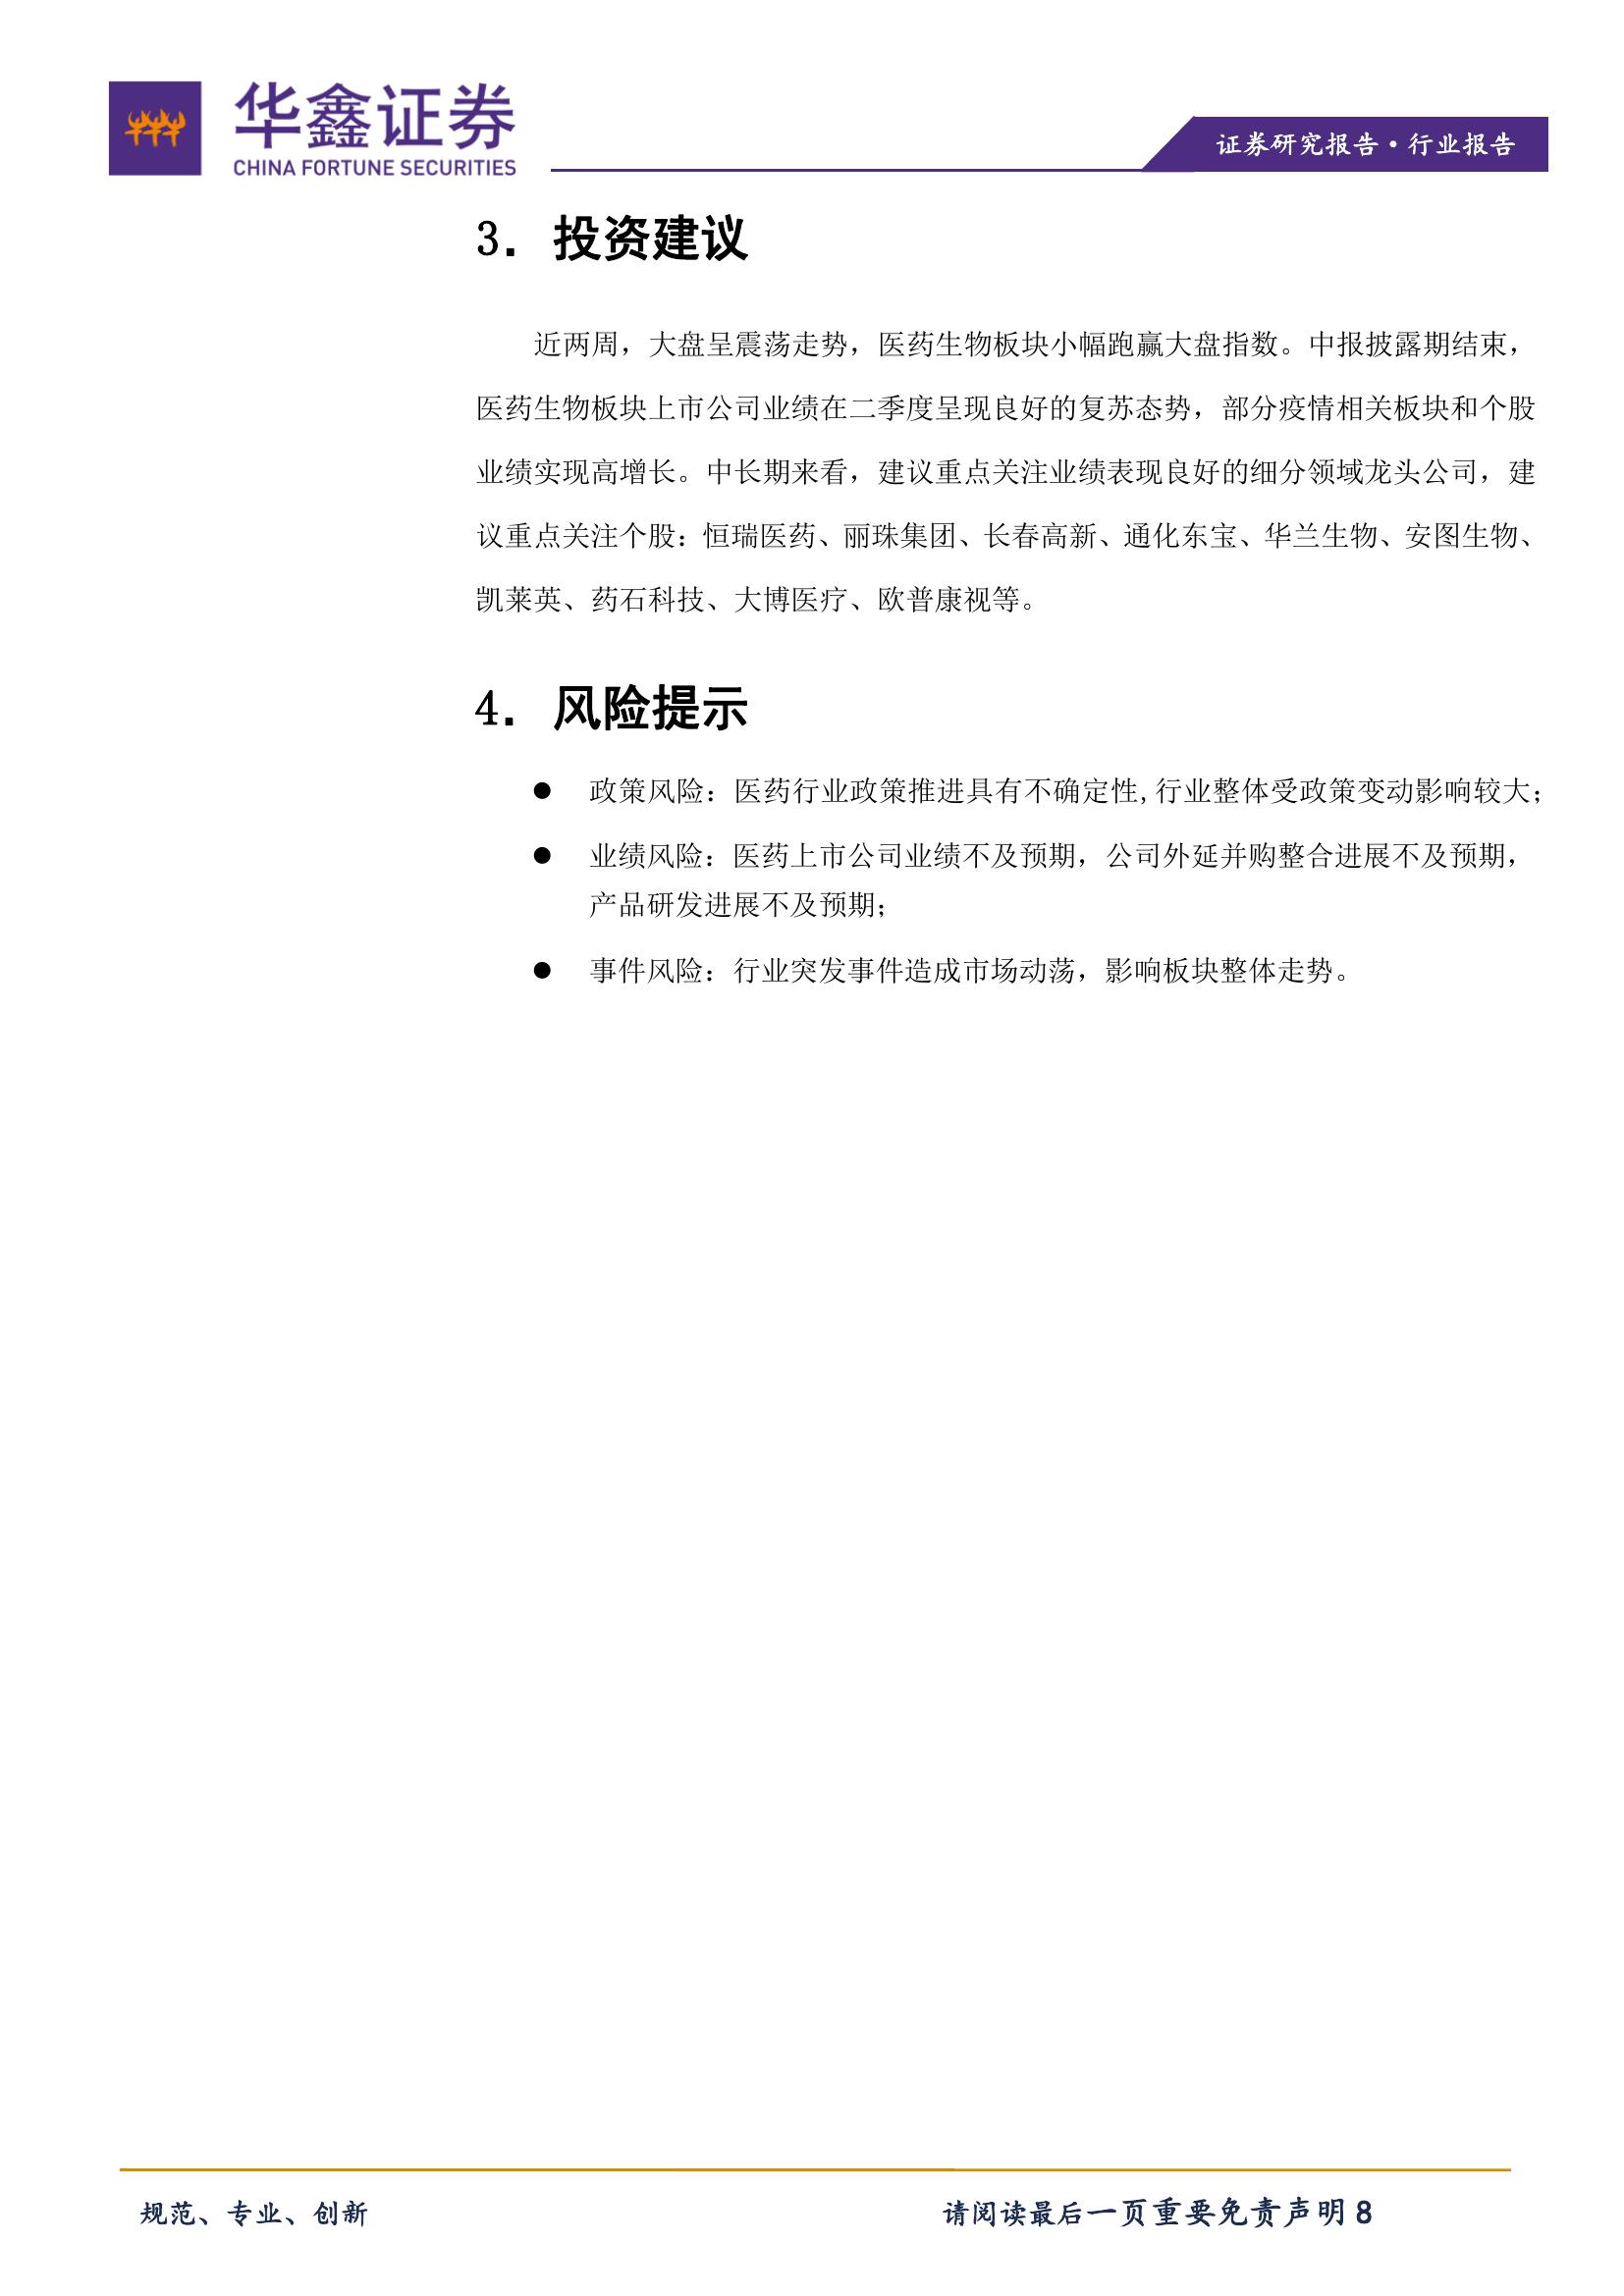 华鑫证券
CHINA FORTUNE SECURITIES
证券研究报告·行业报告
3. 投资建议
近两周，大盘呈震荡走势，医药生物板块小幅跑赢大盘指数。中报披露期结束，
医药生物板块上市公司业绩在二季度呈现良好的复苏态势，部分疫情相关板块和个股
业绩实现高增长。中长期来看，建议重点关注业绩表现良好的细分领域龙头公司，建
议重点关注个股：恒瑞医药、丽珠集团、长春高新、通化东宝、华兰生物、安图生物、
凯莱英、药石科技、大博医疗、欧普康视等。
4. 风险提示
● 政策风险：医药行业政策推进具有不确定性,行业整体受政策变动影响较大；
● 业绩风险：医药上市公司业绩不及预期，公司外延并购整合进展不及预期，
产品研发进展不及预期；
● 事件风险：行业突发事件造成市场动荡，影响板块整体走势。
规范、专业、创新
请阅读最后一页重要免责声明 8